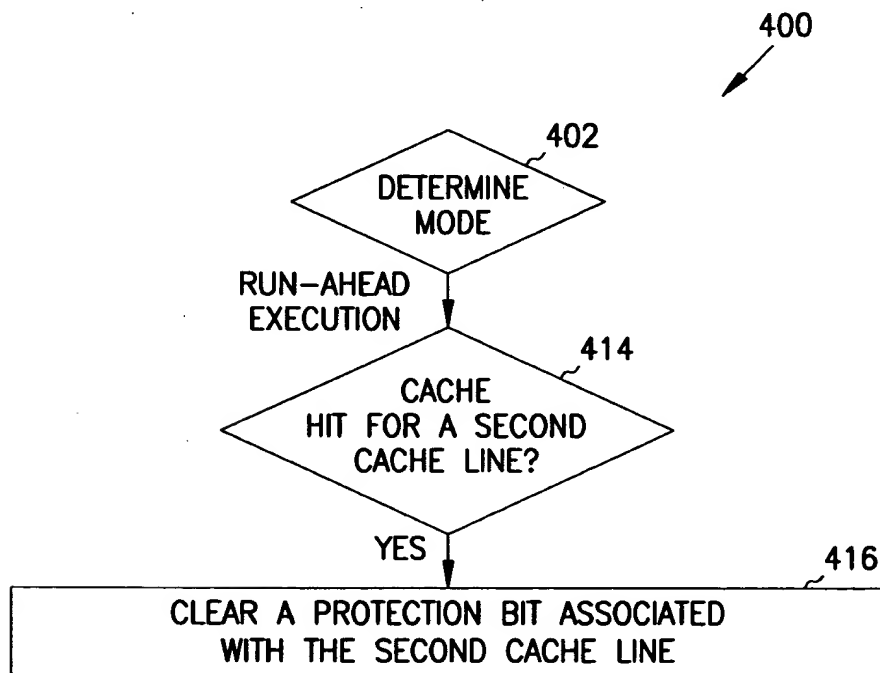 400
402
DETERMINE
MODE
RUN-AHEAD
EXECUTION
414
CACHE
HIT FOR A SECOND
CACHE LINE?
YES
416
CLEAR A PROTECTION BIT ASSOCIATED
WITH THE SECOND CACHE LINE